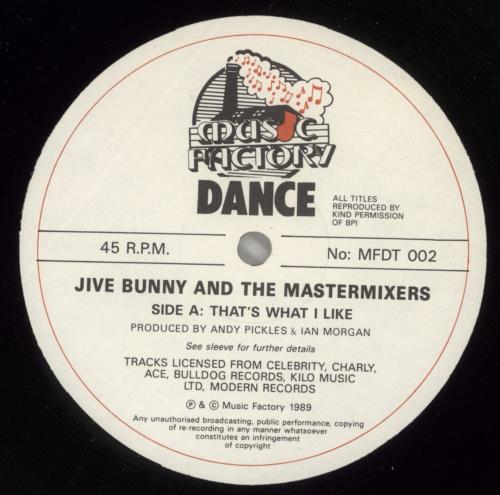 music
FACTORY
DANCE
ALL TITLES
REPRODUCED BY
KIND PERMISSION
OF BPI
45 R.P.M.
No: MFDT 002
JIVE BUNNY AND THE MASTERMIXERS
SIDE A: THAT'S WHAT I LIKE
PRODUCED BY ANDY PICKLES & IAN MORGAN
See sleeve for further details
TRACKS LICENSED FROM CELEBRITY, CHARLY,
ACE, BULLDOG RECORDS, KILO MUSIC
LTD, MODERN RECORDS
Ⓟ & © Music Factory 1989
Any unauthorised broadcasting, public performance, copying
of re-recording in any manner whatsoever
constitutes an infringement
of copyright